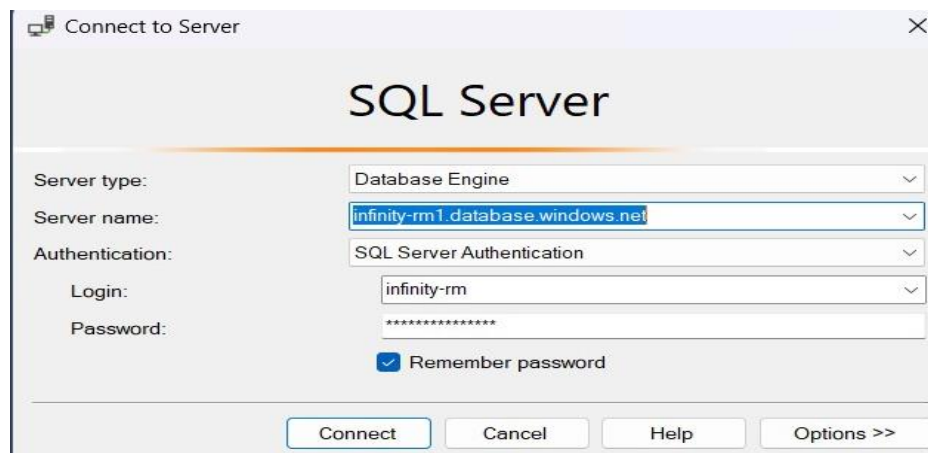 Connect to Server
SQL Server
Server type: Database Engine
Server name: infinity-rm1.database.windows.net
Authentication: SQL Server Authentication
Login: infinity-rm
Password: ***************
Remember password
Connect Cancel Help Options >>